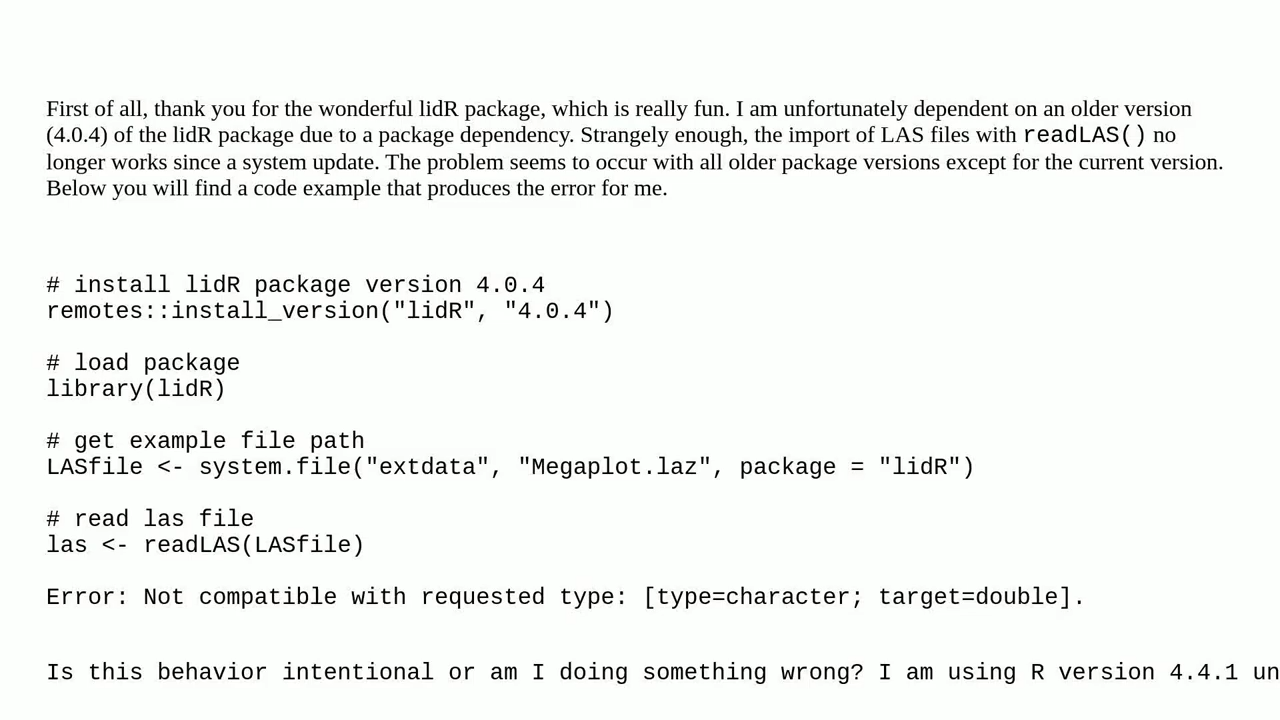 First of all, thank you for the wonderful lidR package, which is really fun. I am unfortunately dependent on an older version
(4.0.4) of the lidR package due to a package dependency. Strangely enough, the import of LAS files with readLAS() no
longer works since a system update. The problem seems to occur with all older package versions except for the current version.
Below you will find a code example that produces the error for me.
# install lidR package version 4.0.4
remotes::install_version("lidR", "4.0.4")
# load package
library(lidR)
# get example file path
LASfile <- system.file("extdata", "Megaplot.laz", package = "lidR")
# read las file
las <- readLAS(LASfile)
Error: Not compatible with requested type: [type=character; target=double].
Is this behavior intentional or am I doing something wrong? I am using R version 4.4.1